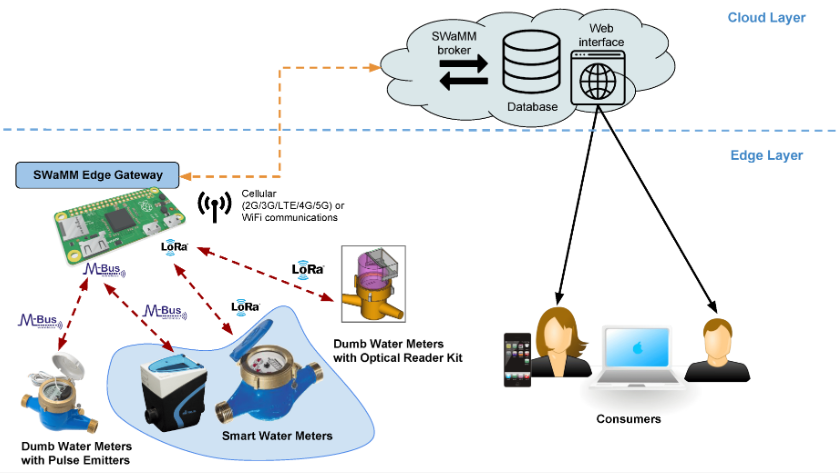 Cloud Layer
SWaMM
broker
Web
interface
Database
Edge Layer
SWaMM Edge Gateway
Cellular
(2G/3G/LTE/4G/5G) or
WiFi communications
LoRa
M-Bus
LoRa
M-Bus
M-Bus
LoRa
Dumb Water Meters
with Optical Reader Kit
Smart Water Meters
Dumb Water Meters
with Pulse Emitters
Consumers